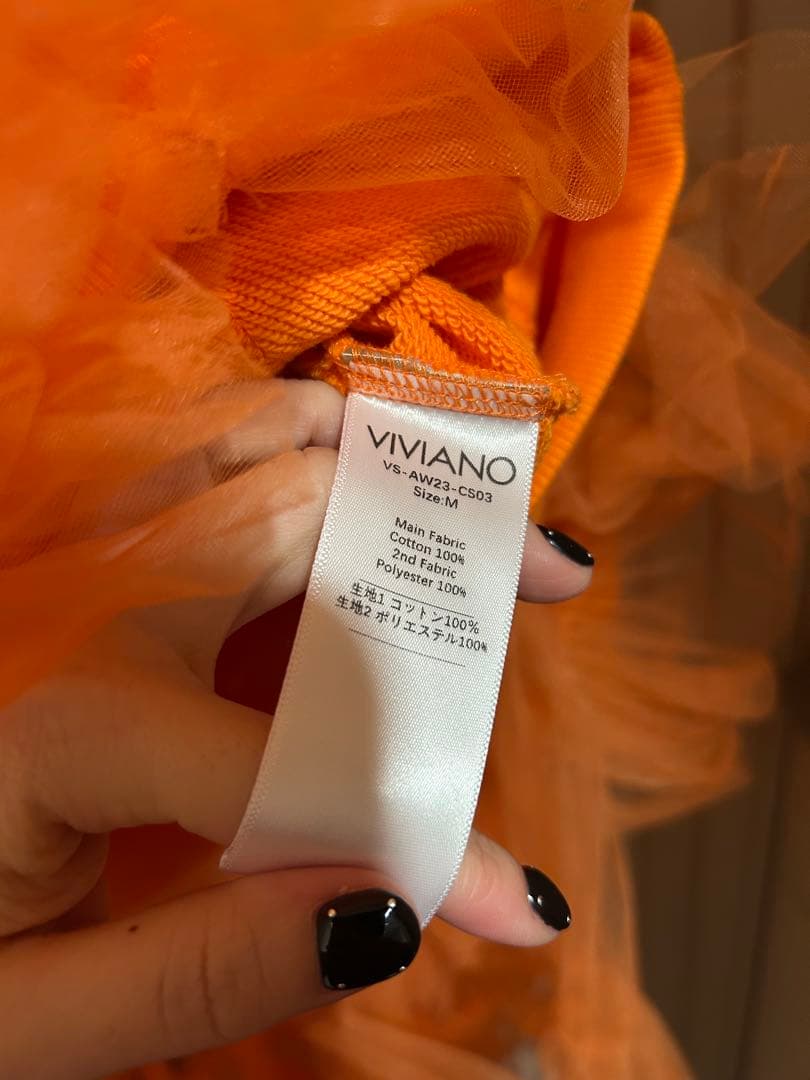 VIVIANO
VS-AW23-CS03
Size:M
Main Fabric
Cotton 100%
2nd Fabric
Polyester 100%
生地1 コットン100%
生地2 ポリエステル100%